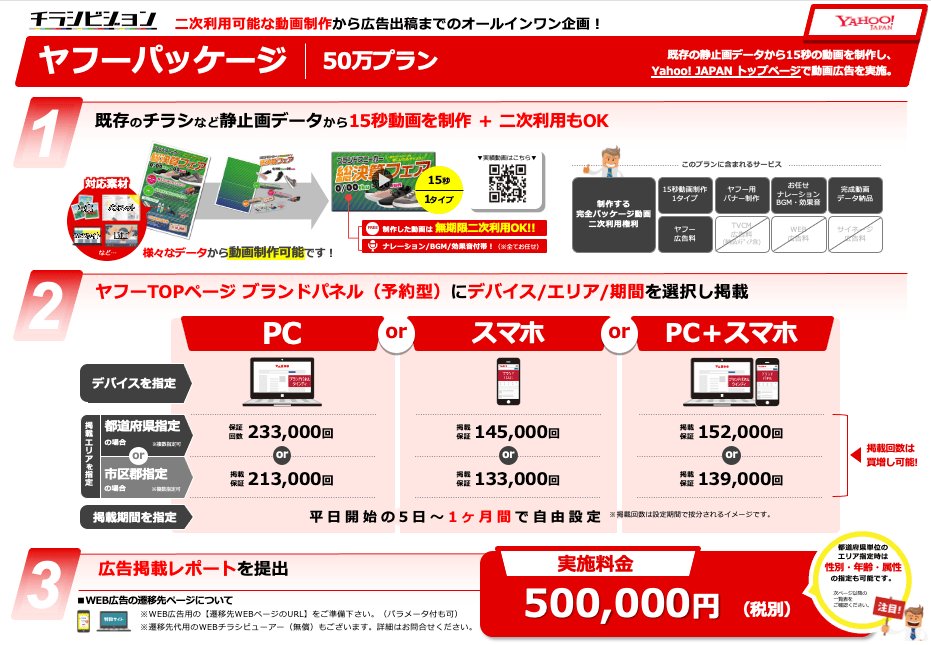 チラシビジョン
二次利用可能な動画制作から広告出稿までのオールインワン企画！
YAHOO!
JAPAN
ヤフーパッケージ 50万プラン
既存の静止画データから15秒の動画を制作し、
Yahoo! JAPAN トップページで動画広告を実施。
1
既存のチラシなど静止画データから15秒動画を制作 + 二次利用もOK
対応素材
など…
様々なデータから動画制作可能です！
総決算フェア
15秒
1タイプ
▼実績動画はこちら▼
FREE 制作した動画は 無期限二次利用OK!!
ナレーション/BGM/効果音付帯！（※全てお任せ）
このプランに含まれるサービス
制作する
完全パッケージ動画
二次利用権利
15秒動画制作
1タイプ
ヤフー用
バナー制作
お任せ
ナレーション
BGM・効果音
完成動画
データ納品
ヤフー
広告料
TVCM
広告料
WEB
広告料
サイネージ
広告料
2
ヤフーTOPページ ブランドパネル（予約型）にデバイス/エリア/期間を選択し掲載
PC or スマホ or PC＋スマホ
デバイスを指定
掲載エリアを指定
都道府県指定
の場合 ※複数指定可
or
市区郡指定
の場合 ※複数指定可
保証
回数 233,000回
or
掲載
保証 213,000回
掲載
保証 145,000回
or
掲載
保証 133,000回
掲載
保証 152,000回
or
掲載
保証 139,000回
掲載回数は
買増し可能!
掲載期間を指定
平日開始の5日～1ヶ月間で自由設定 ※掲載回数は設定期間で按分されるイメージです。
3
広告掲載レポートを提出
■WEB広告の遷移先ページについて
※WEB広告用の【遷移先WEBページのURL】をご準備下さい。（パラメータ付も可）
※遷移先代用のWEBチラシビューアー（無償）もございます。詳細はお問合せください。
特設サイト
実施料金
500,000円 （税別）
都道府県単位の
エリア指定時は
性別・年齢・属性
の指定も可能です。
次ページ以降の
一覧表を
ご確認ください。
注目!